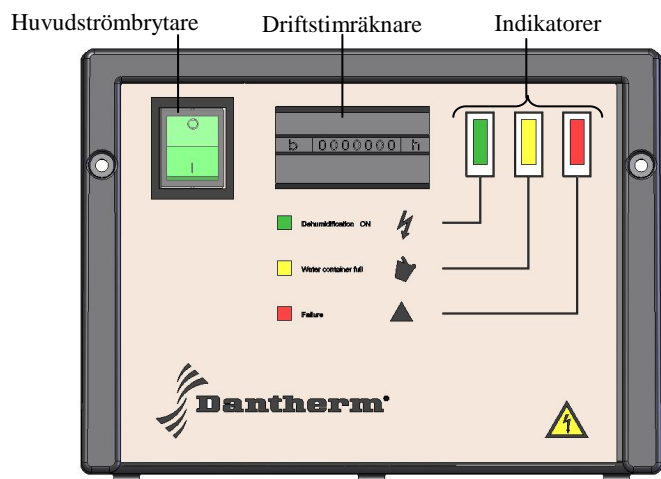 Huvudströmbrytare Driftstimräknare Indikatorer
O
I
b 0000000 h
Dehumidification ON
Water container full
Failure
Dantherm